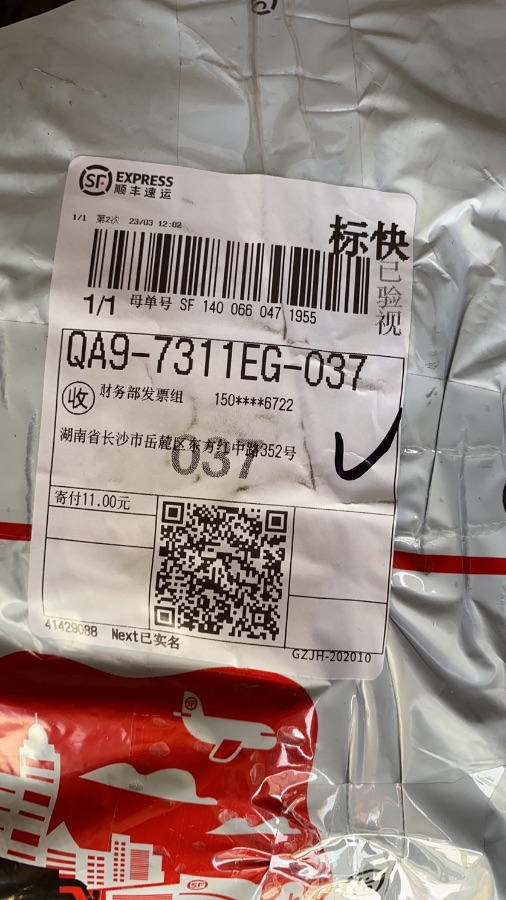 SF EXPRESS
顺丰速运
1/1 第2次 23/03 12:02
标快
已验视
1/1 母单号 SF 140 066 047 1955
QA9-7311EG-037
收 财务部发票组 150****6722
湖南省长沙市岳麓区东方红中路352号
037
寄付11.00元
41429088 Next已实名
GZJH-202010
SF
SF